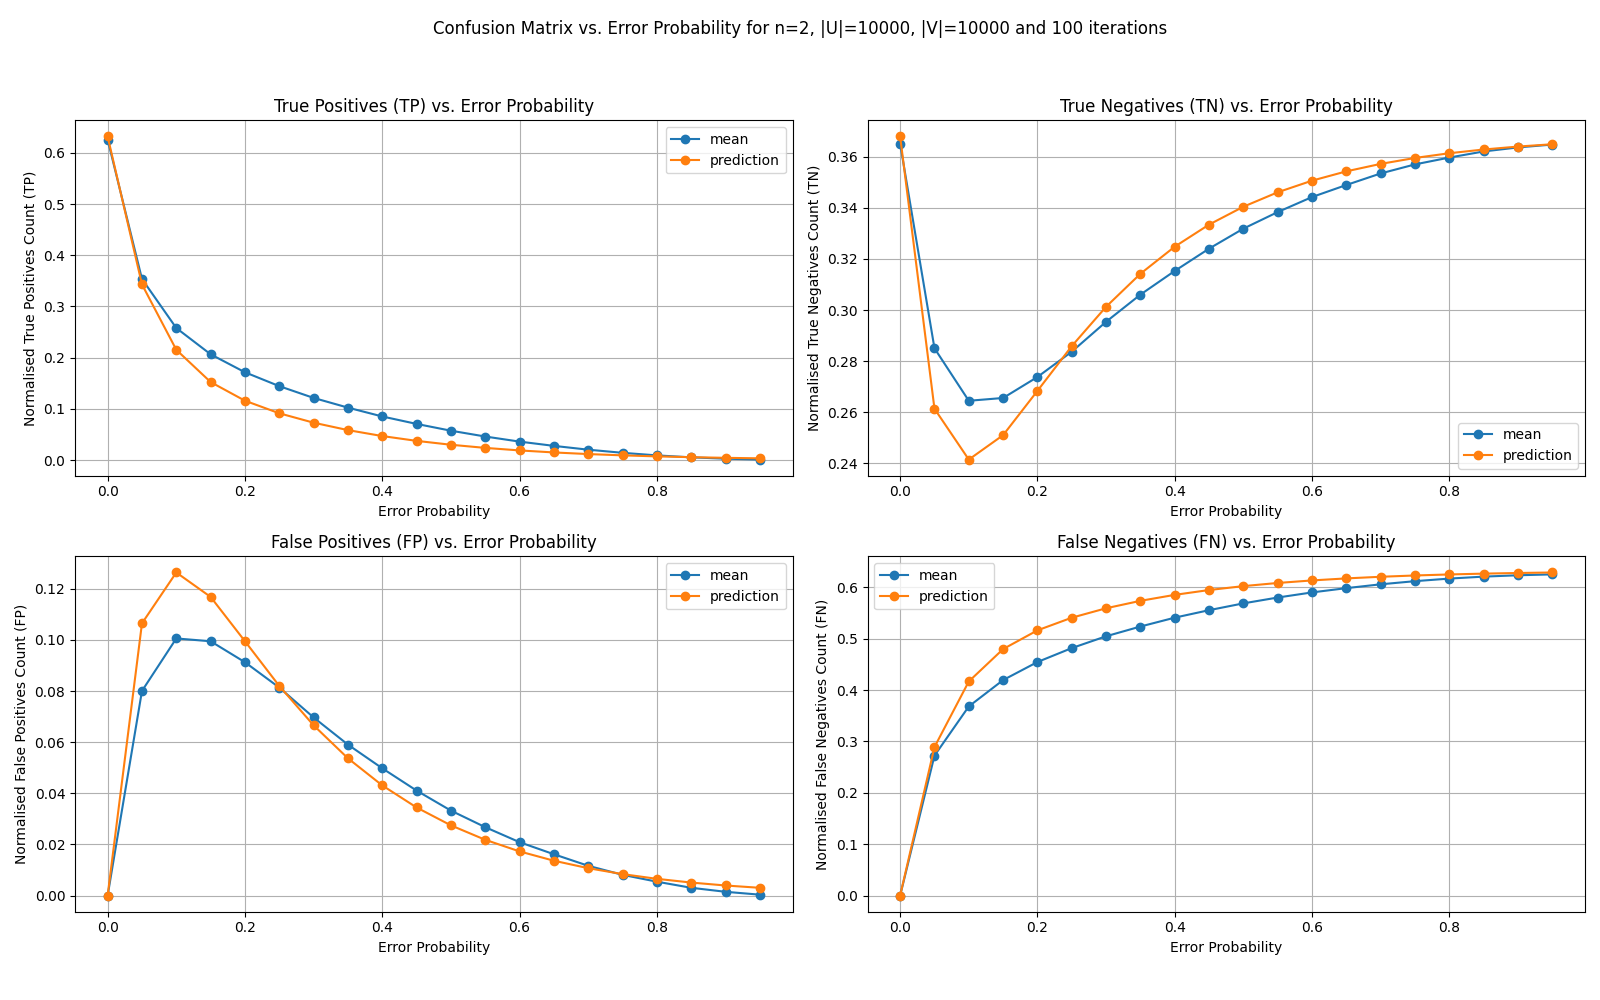 Confusion Matrix vs. Error Probability for n=2, |U|=10000, |V|=10000 and 100 iterations
True Positives (TP) vs. Error Probability
Normalised True Positives Count (TP)
0.6
0.5
0.4
0.3
0.2
0.1
0.0
mean
prediction
0.0 0.2 0.4 0.6 0.8
Error Probability
True Negatives (TN) vs. Error Probability
Normalised True Negatives Count (TN)
0.36
0.34
0.32
0.30
0.28
0.26
0.24
mean
prediction
0.0 0.2 0.4 0.6 0.8
Error Probability
False Positives (FP) vs. Error Probability
Normalised False Positives Count (FP)
0.12
0.10
0.08
0.06
0.04
0.02
0.00
mean
prediction
0.0 0.2 0.4 0.6 0.8
Error Probability
False Negatives (FN) vs. Error Probability
Normalised False Negatives Count (FN)
0.6
0.5
0.4
0.3
0.2
0.1
0.0
mean
prediction
0.0 0.2 0.4 0.6 0.8
Error Probability